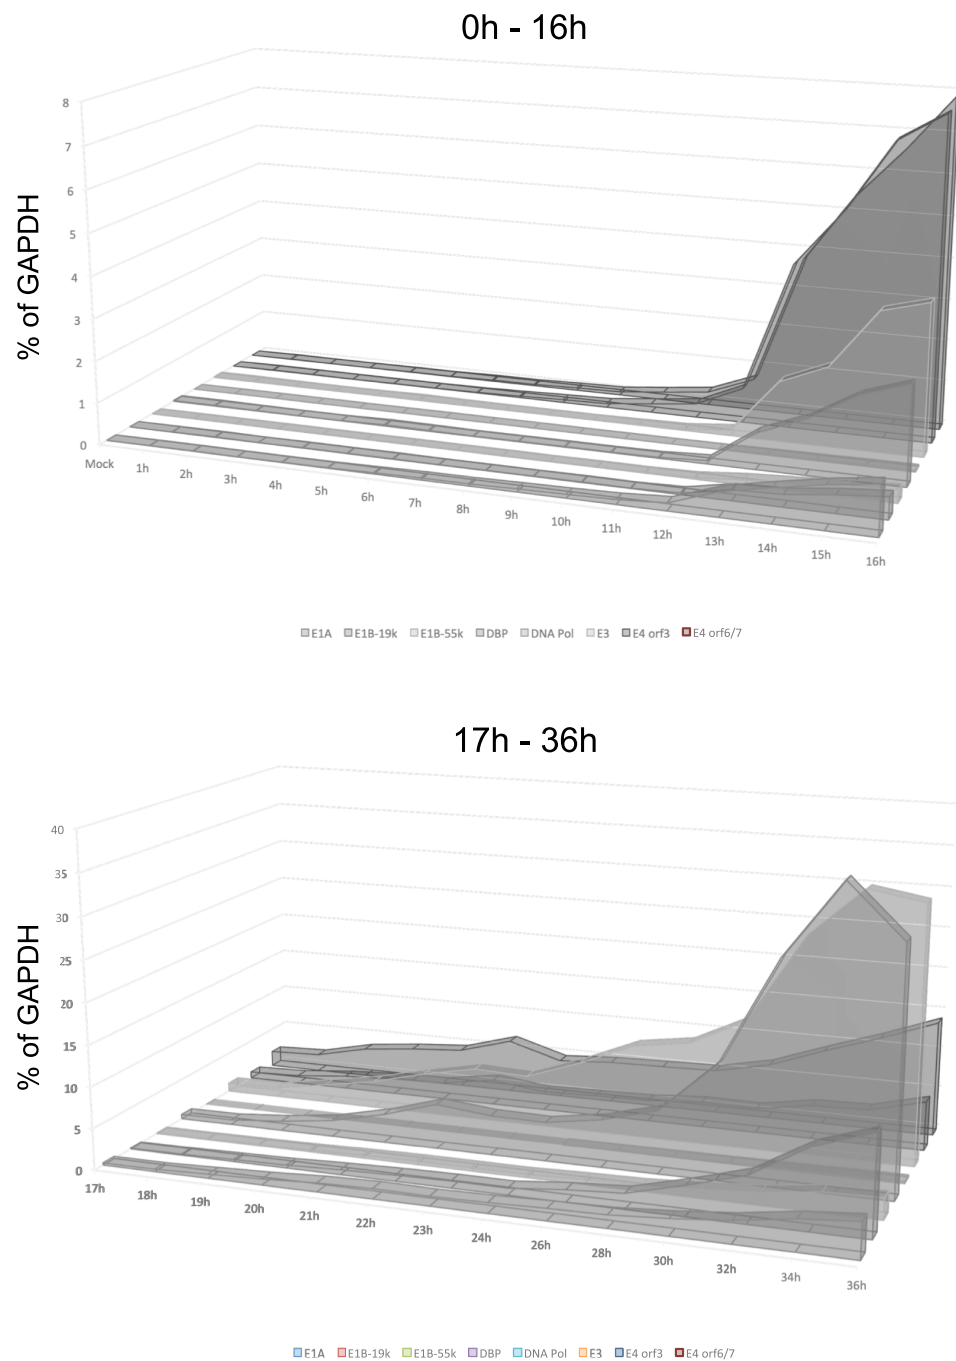 0h - 16h
% of GAPDH
8
7
6
5
4
3
2
1
0
Mock 1h 2h 3h 4h 5h 6h 7h 8h 9h 10h 11h 12h 13h 14h 15h 16h
E1A E1B-19k E1B-55k DBP DNA Pol E3 E4 orf3 E4 orf6/7
17h - 36h
% of GAPDH
40
35
30
25
20
15
10
5
0
17h 18h 19h 20h 21h 22h 23h 24h 26h 28h 30h 32h 34h 36h
E1A E1B-19k E1B-55k DBP DNA Pol E3 E4 orf3 E4 orf6/7